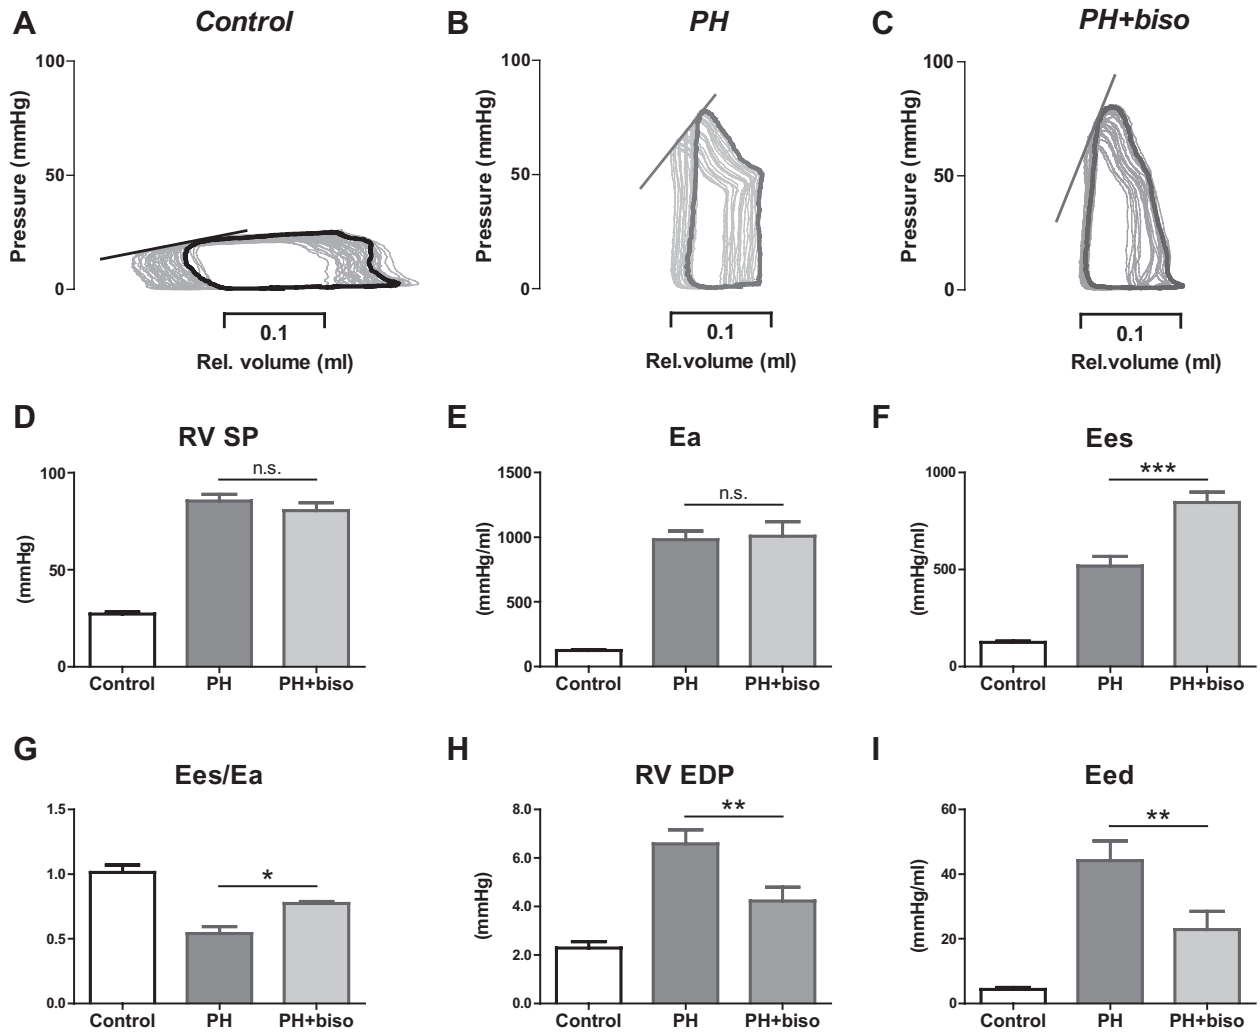 A Control
100
50
0
Pressure (mmHg)
0.1
Rel. volume (ml)
B PH
100
50
0
Pressure (mmHg)
0.1
Rel.volume (ml)
C PH+biso
100
50
0
Pressure (mmHg)
0.1
Rel.volume (ml)
D RV SP
100
50
0
(mmHg)
n.s.
Control PH PH+biso
E Ea
1500
1000
500
0
(mmHg/ml)
n.s.
Control PH PH+biso
F Ees
1000
500
0
(mmHg/ml)
***
Control PH PH+biso
G Ees/Ea
1.5
1.0
0.5
0.0
*
Control PH PH+biso
H RV EDP
8.0
6.0
4.0
2.0
0.0
(mmHg)
**
Control PH PH+biso
I Eed
60
40
20
0
(mmHg/ml)
**
Control PH PH+biso